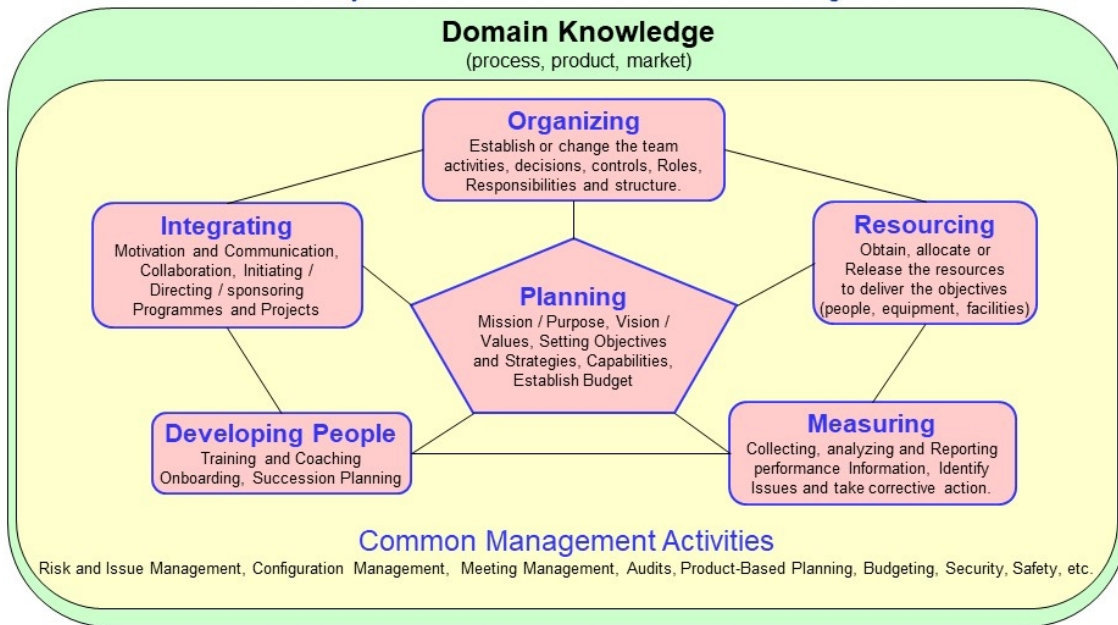 Domain Knowledge
(process, product, market)
Organizing
Establish or change the team
activities, decisions, controls, Roles,
Responsibilities and structure.
Integrating
Motivation and Communication,
Collaboration, Initiating /
Directing / sponsoring
Programmes and Projects
Resourcing
Obtain, allocate or
Release the resources
to deliver the objectives
(people, equipment, facilities)
Planning
Mission / Purpose, Vision /
Values, Setting Objectives
and Strategies, Capabilities,
Establish Budget
Developing People
Training and Coaching
Onboarding, Succession Planning
Measuring
Collecting, analyzing and Reporting
performance Information, Identify
Issues and take corrective action.
Common Management Activities
Risk and Issue Management, Configuration Management, Meeting Management, Audits, Product-Based Planning, Budgeting, Security, Safety, etc.